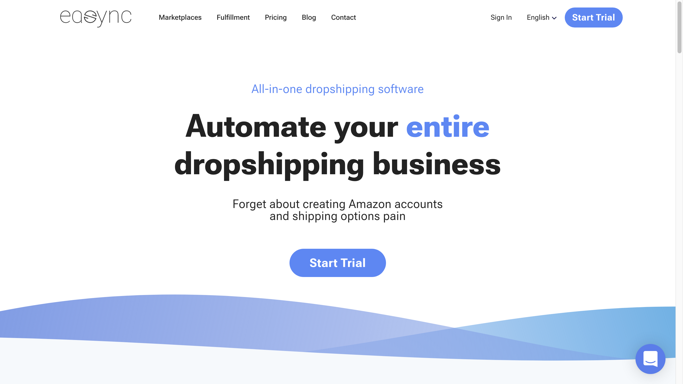 easync
Marketplaces
Fulfillment
Pricing
Blog
Contact
Sign In
English
Start Trial
All-in-one dropshipping software
Automate your entire
dropshipping business
Forget about creating Amazon accounts
and shipping options pain
Start Trial